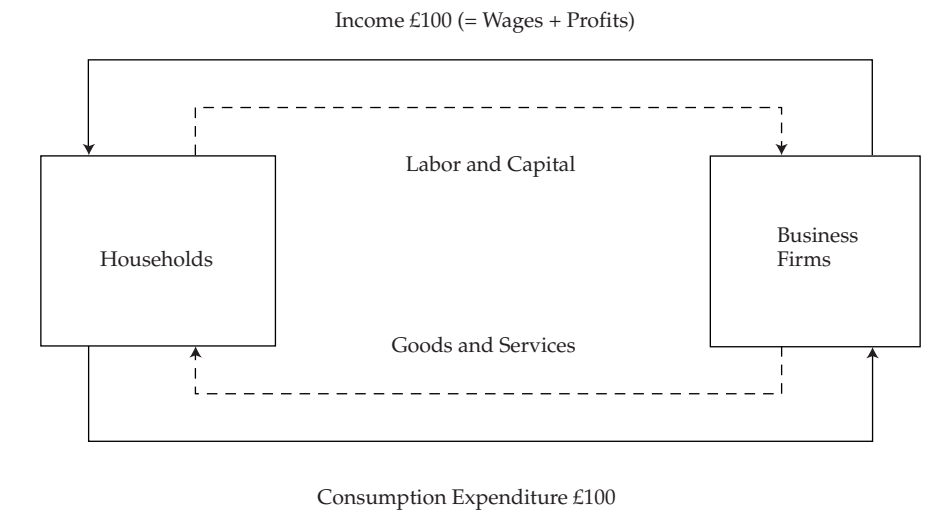 Income £100 (= Wages + Profits)
Labor and Capital
Households
Business
Firms
Goods and Services
Consumption Expenditure £100